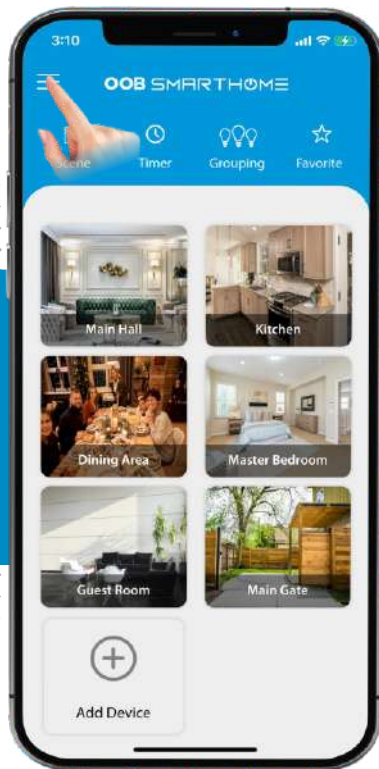 3:10
OOB SMARTHOME
Scene Timer Grouping Favorite
Main Hall Kitchen
Dining Area Master Bedroom
Guest Room Main Gate
Add Device